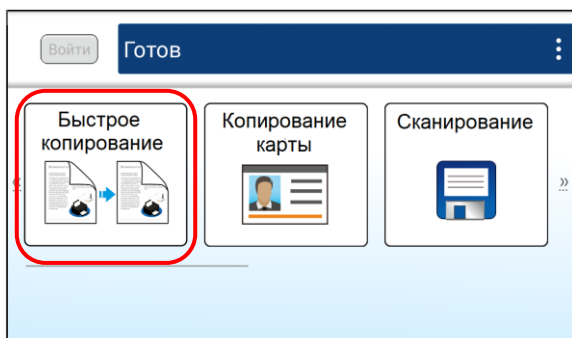 Войти
Готов
Быстрое
копирование
Копирование
карты
Сканирование
«
»